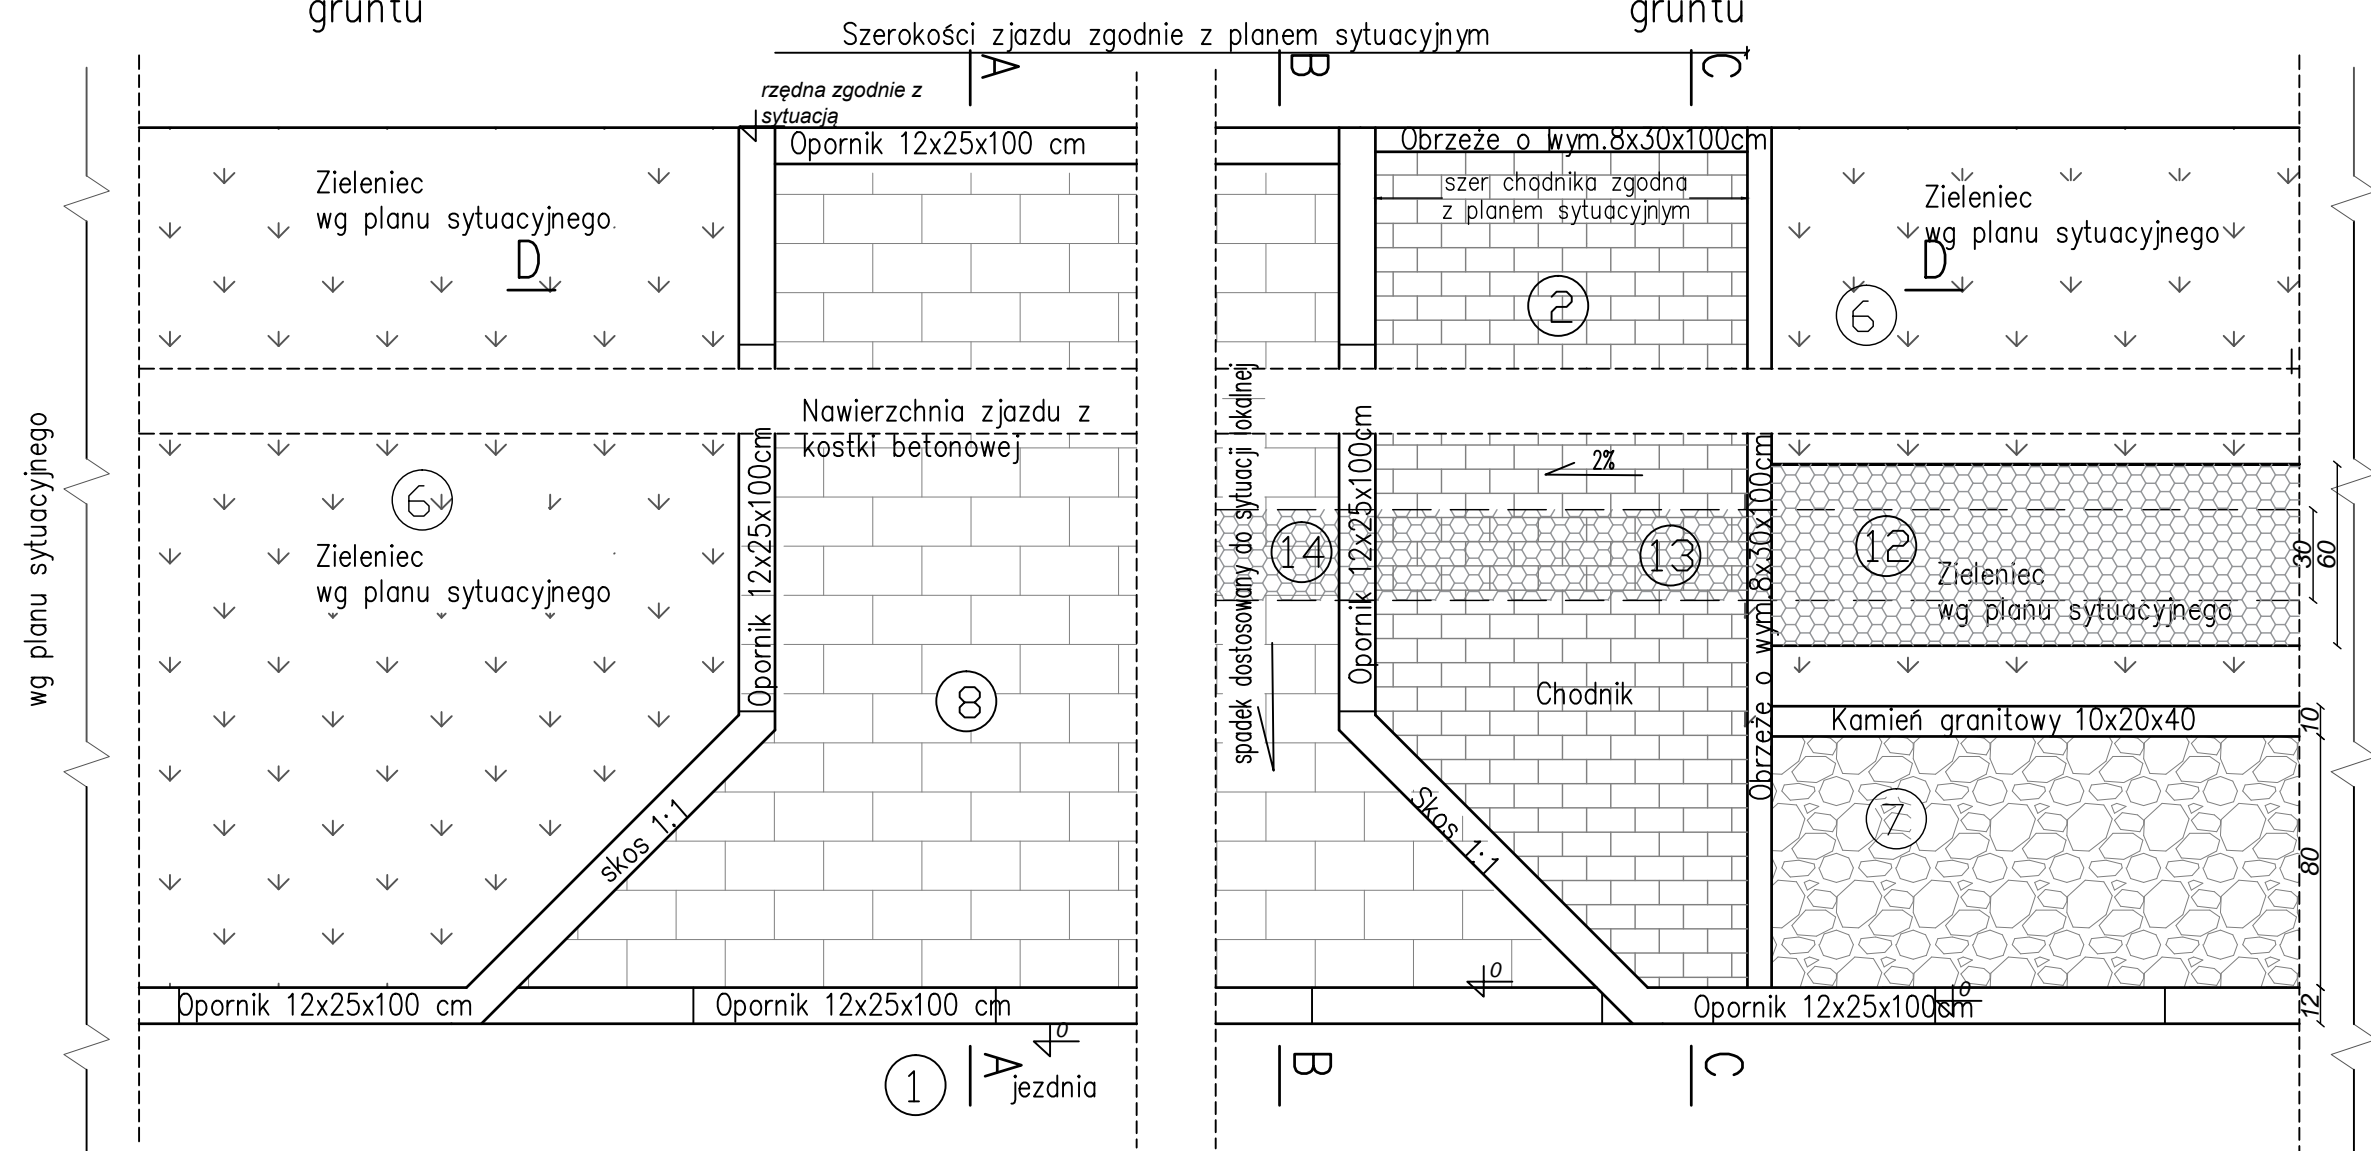 gruntu
gruntu
Szerokości zjazdu zgodnie z planem sytuacyjnym
A
B
C
rzędna zgodnie z
sytuacją
Opornik 12x25x100 cm
Obrzeże o wym.8x30x100cm
szer chodnika zgodna
z planem sytuacyjnym
Zieleniec
wg planu sytuacyjnego
D
2
Zieleniec
wg planu sytuacyjnego
D
6
Nawierzchnia zjazdu z
kostki betonowej
wg planu sytuacyjnego
6
Zieleniec
wg planu sytuacyjnego
Opornik 12x25x100cm
8
skos 1:1
spadek dostosowany do sytuacji lokalnej
14
Opornik 12x25x100cm
2%
13
Chodnik
Skos 1:1
Obrzeże o wym.8x30x100cm
12
Zieleniec
wg planu sytuacyjnego
30
60
Kamień granitowy 10x20x40
10
7
80
12
0
0
Opornik 12x25x100 cm
Opornik 12x25x100 cm
Opornik 12x25x100cm
0
1
A
jezdnia
B
C